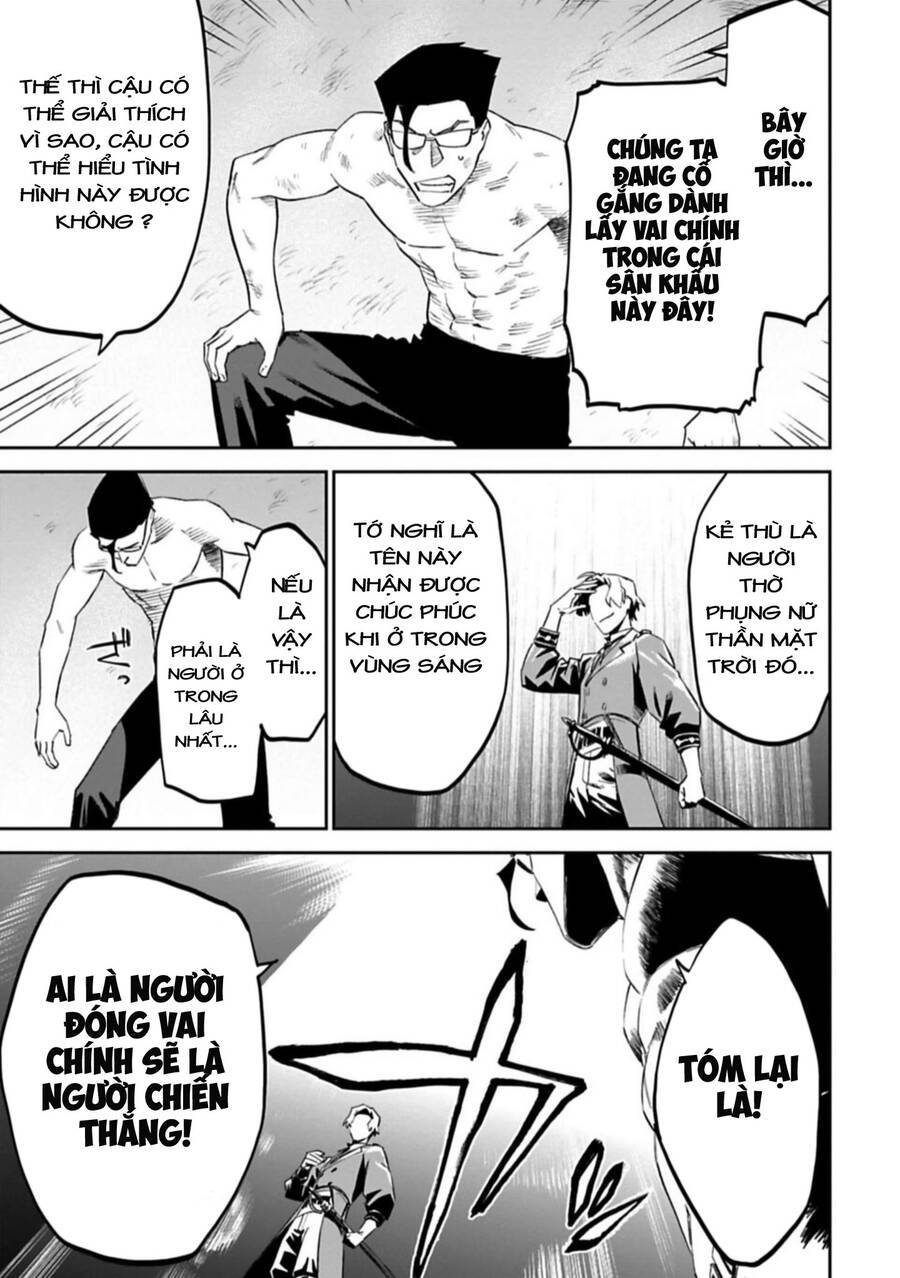 BÂY
GIỜ
THÌ...
CHÚNG TA
ĐANG CỐ
GẮNG DÀNH
LẤY VAI CHÍNH
TRONG CÁI
SÂN KHẤU
NÀY ĐÂY!
THẾ THÌ CẬU CÓ
THỂ GIẢI THÍCH
VÌ SAO, CẬU CÓ
THỂ HIỂU TÌNH
HÌNH NÀY ĐƯỢC
KHÔNG ?
KẺ THÙ LÀ
NGƯỜI
THỜ
PHỤNG NỮ
THẦN MẶT
TRỜI ĐÓ...
TỚ NGHĨ LÀ
TÊN NÀY
NHẬN ĐƯỢC
CHÚC PHÚC
KHI Ở TRONG
VÙNG SÁNG
NẾU
LÀ
VẬY THÌ...
PHẢI LÀ
NGƯỜI Ở
TRONG
LÂU
NHẤT...
TÓM LẠI
LÀ!
AI LÀ NGƯỜI
ĐÓNG VAI
CHÍNH SẼ LÀ
NGƯỜI CHIẾN
THẮNG!